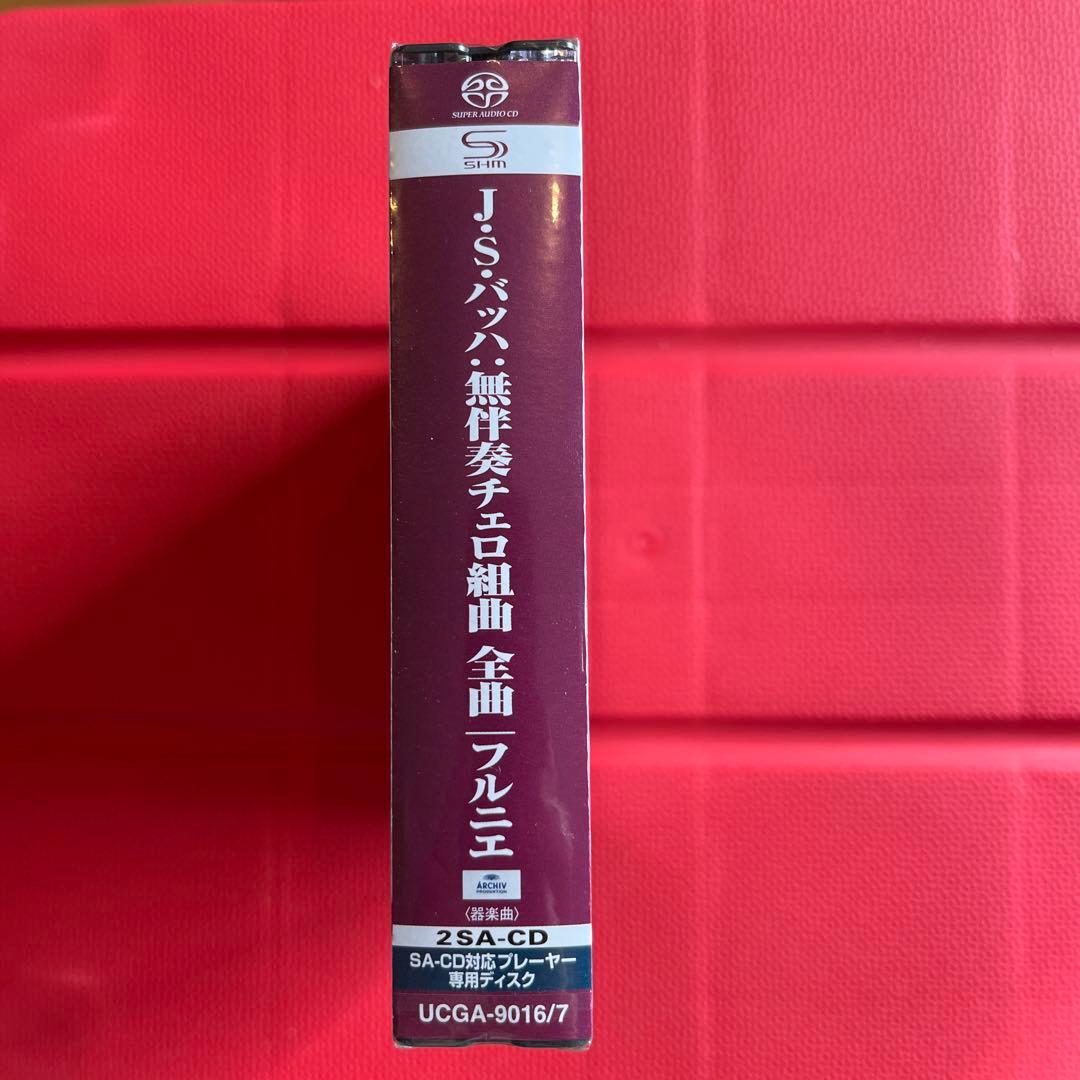 SUPER AUDIO CD
SHM
J・S・バッハ:無伴奏チェロ組曲 全曲|フルニエ
ARCHIV
PRODUKTION
〈器楽曲〉
2SA-CD
SA-CD対応プレーヤー
専用ディスク
UCGA-9016/7